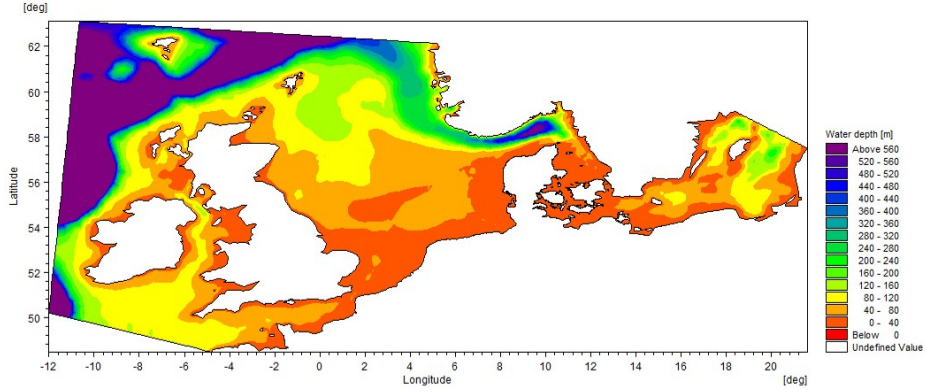 [deg]
62
60
58
56
54
52
50
Latitude
-12 -10 -8 -6 -4 -2 0 2 4 6 8 10 12 14 16 18 20
Longitude
[deg]
Water depth [m]
Above 560
520 - 560
480 - 520
440 - 480
400 - 440
360 - 400
320 - 360
280 - 320
240 - 280
200 - 240
160 - 200
120 - 160
80 - 120
40 - 80
0 - 40
Below 0
Undefined Value